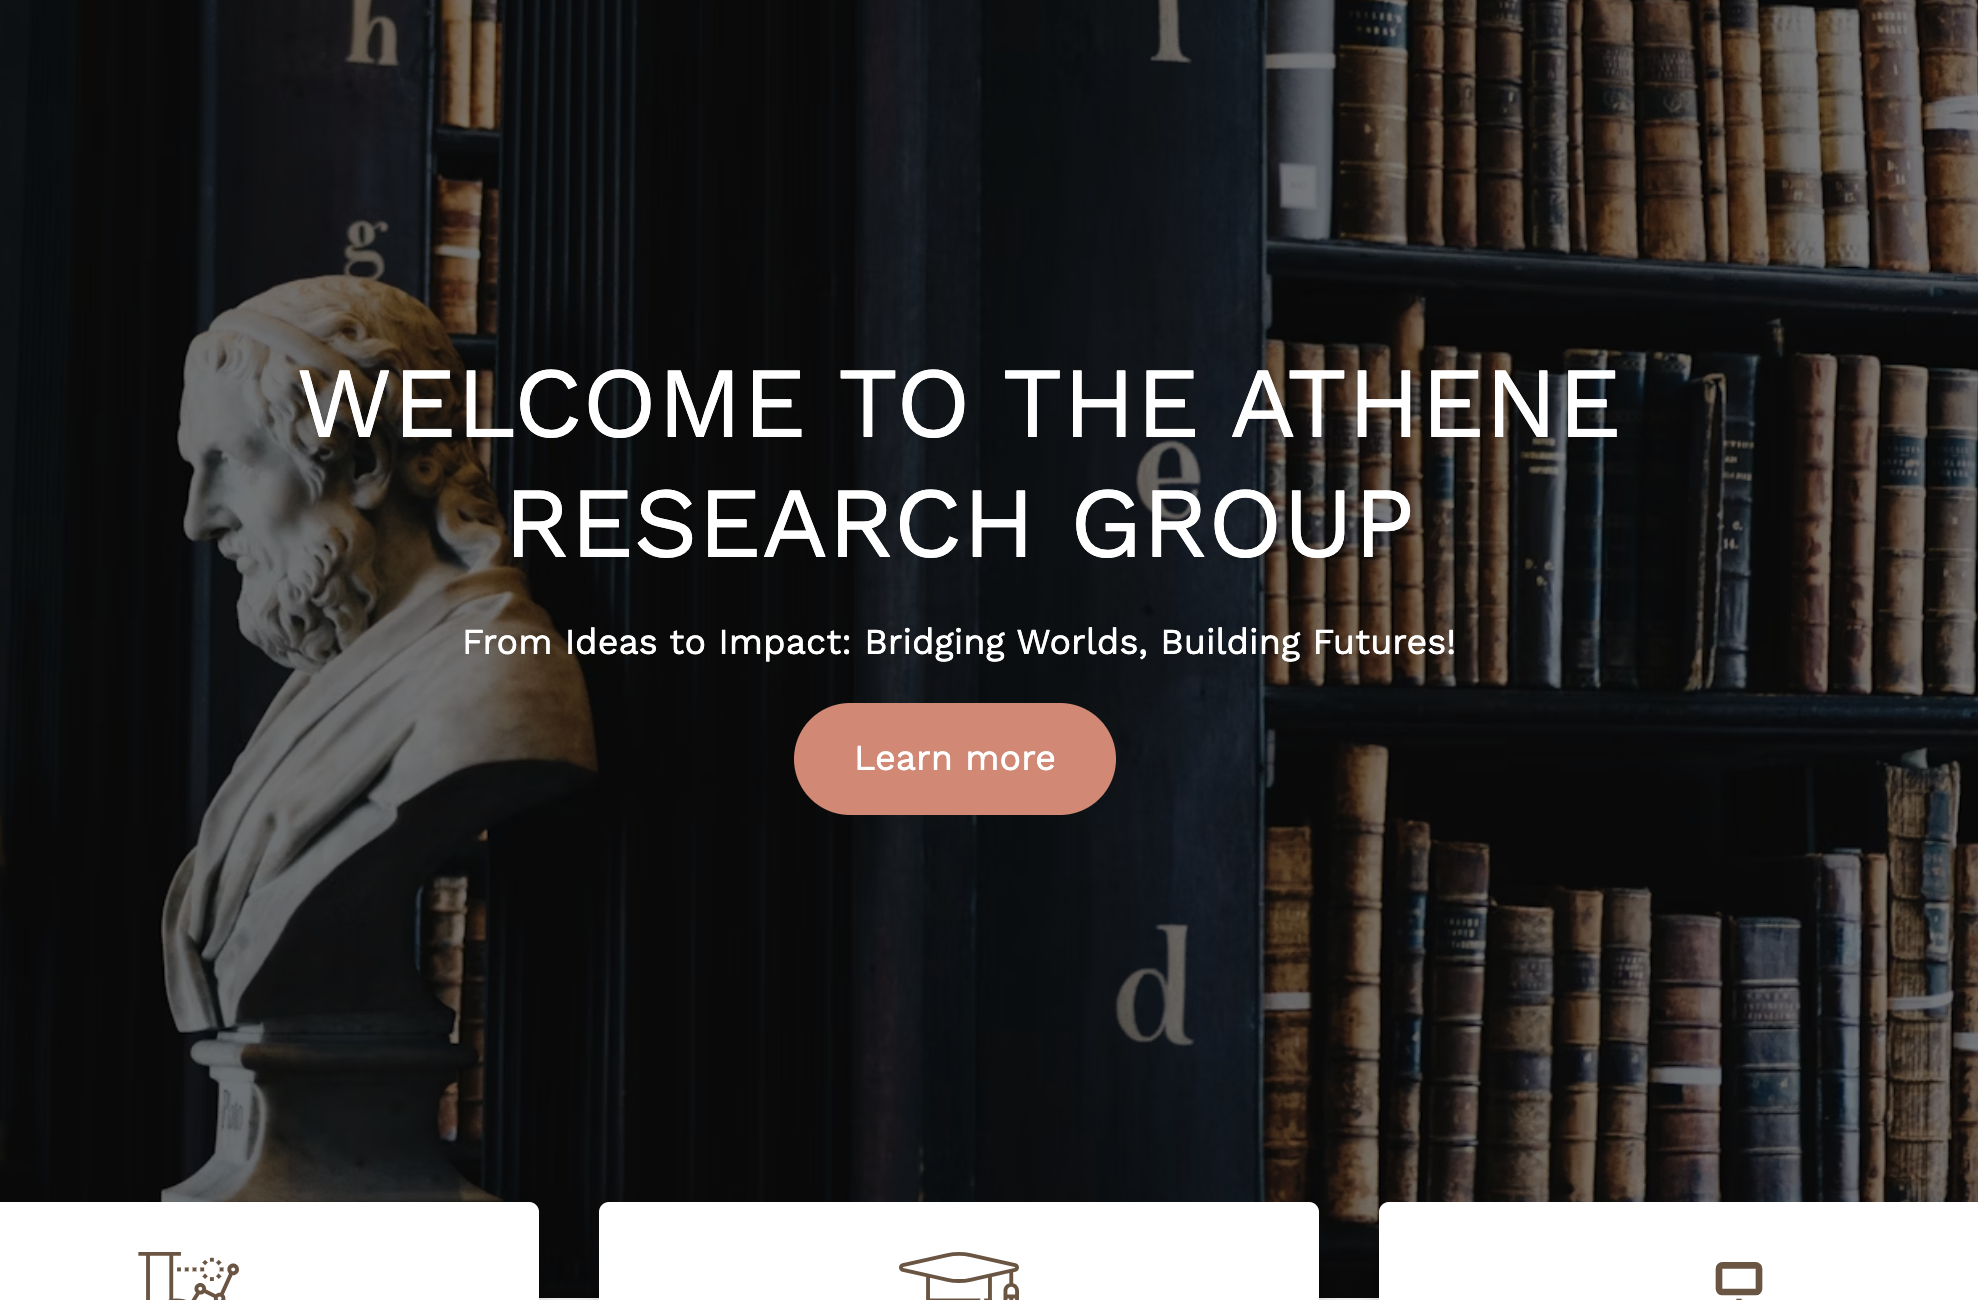 h
l
g
WELCOME TO THE ATHENE
e
RESEARCH GROUP
From Ideas to Impact: Bridging Worlds, Building Futures!
Learn more
d